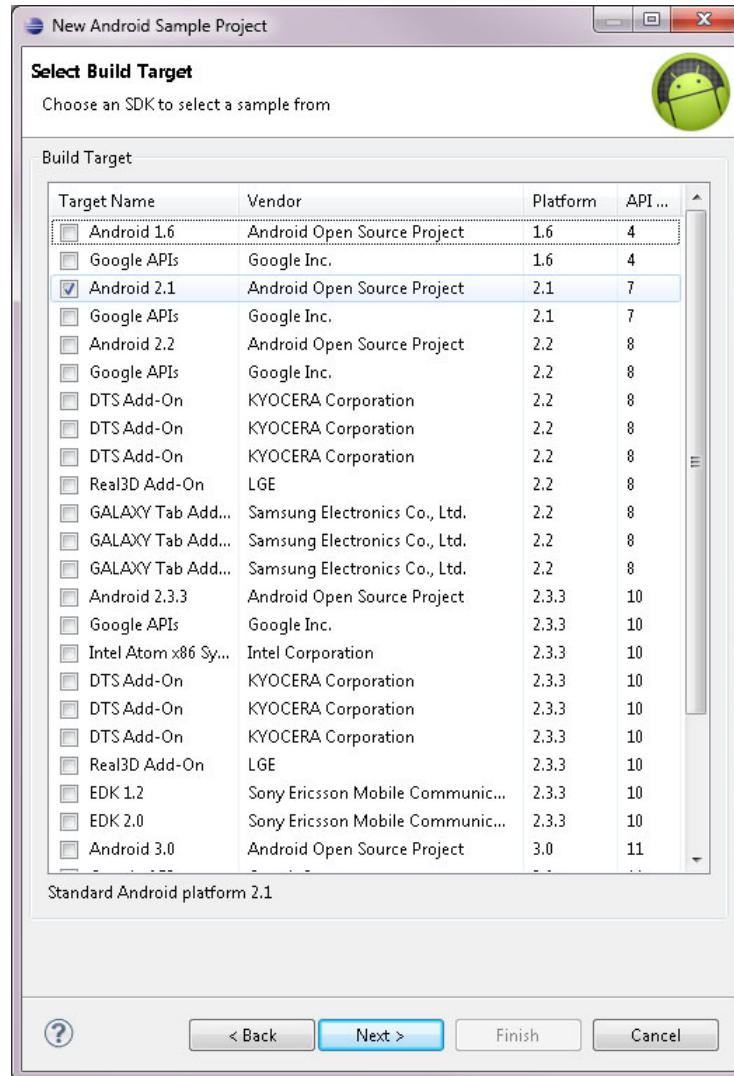 New Android Sample Project
Select Build Target
Choose an SDK to select a sample from
Build Target
Target Name Vendor Platform API ...
Android 1.6 Android Open Source Project 1.6 4
Google APIs Google Inc. 1.6 4
Android 2.1 Android Open Source Project 2.1 7
Google APIs Google Inc. 2.1 7
Android 2.2 Android Open Source Project 2.2 8
Google APIs Google Inc. 2.2 8
DTS Add-On KYOCERA Corporation 2.2 8
DTS Add-On KYOCERA Corporation 2.2 8
DTS Add-On KYOCERA Corporation 2.2 8
Real3D Add-On LGE 2.2 8
GALAXY Tab Add... Samsung Electronics Co., Ltd. 2.2 8
GALAXY Tab Add... Samsung Electronics Co., Ltd. 2.2 8
GALAXY Tab Add... Samsung Electronics Co., Ltd. 2.2 8
Android 2.3.3 Android Open Source Project 2.3.3 10
Google APIs Google Inc. 2.3.3 10
Intel Atom x86 Sy... Intel Corporation 2.3.3 10
DTS Add-On KYOCERA Corporation 2.3.3 10
DTS Add-On KYOCERA Corporation 2.3.3 10
DTS Add-On KYOCERA Corporation 2.3.3 10
Real3D Add-On LGE 2.3.3 10
EDK 1.2 Sony Ericsson Mobile Communic... 2.3.3 10
EDK 2.0 Sony Ericsson Mobile Communic... 2.3.3 10
Android 3.0 Android Open Source Project 3.0 11
Standard Android platform 2.1
? < Back Next > Finish Cancel